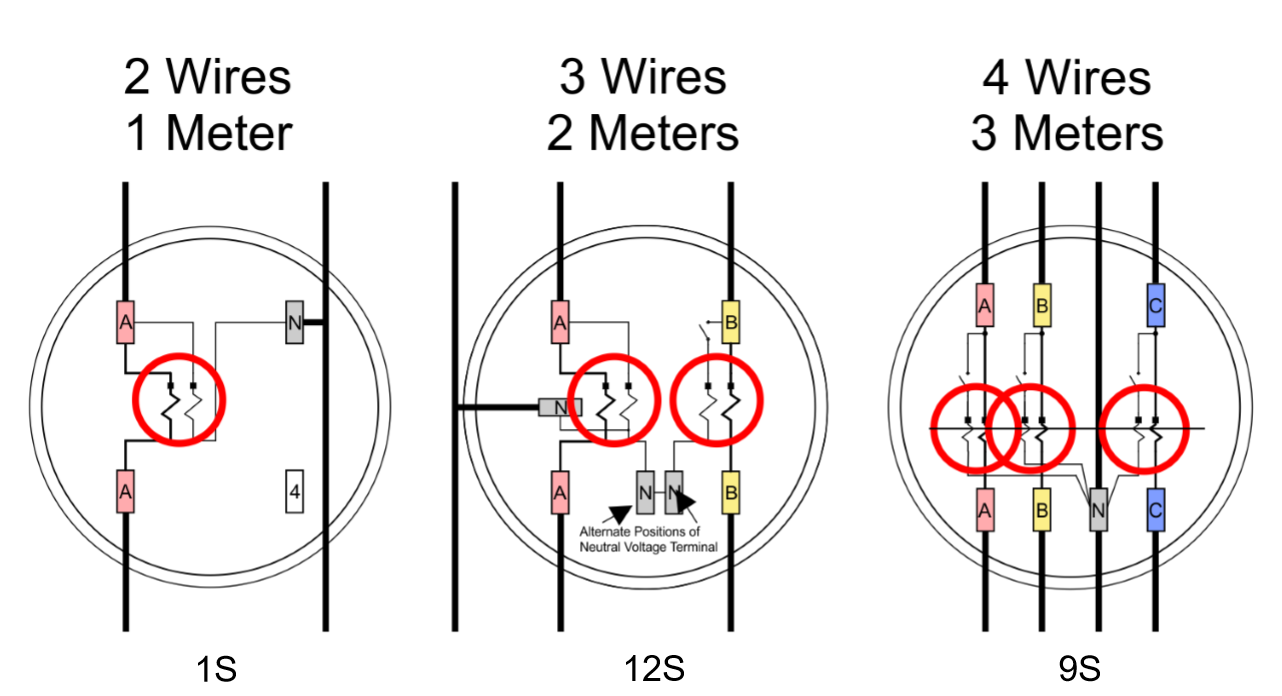 2 Wires
1 Meter
3 Wires
2 Meters
4 Wires
3 Meters
A
N
A
4
A
B
N
A
N
N
B
Alternate Positions of
Neutral Voltage Terminal
A
B
C
A
B
N
C
1S
12S
9S